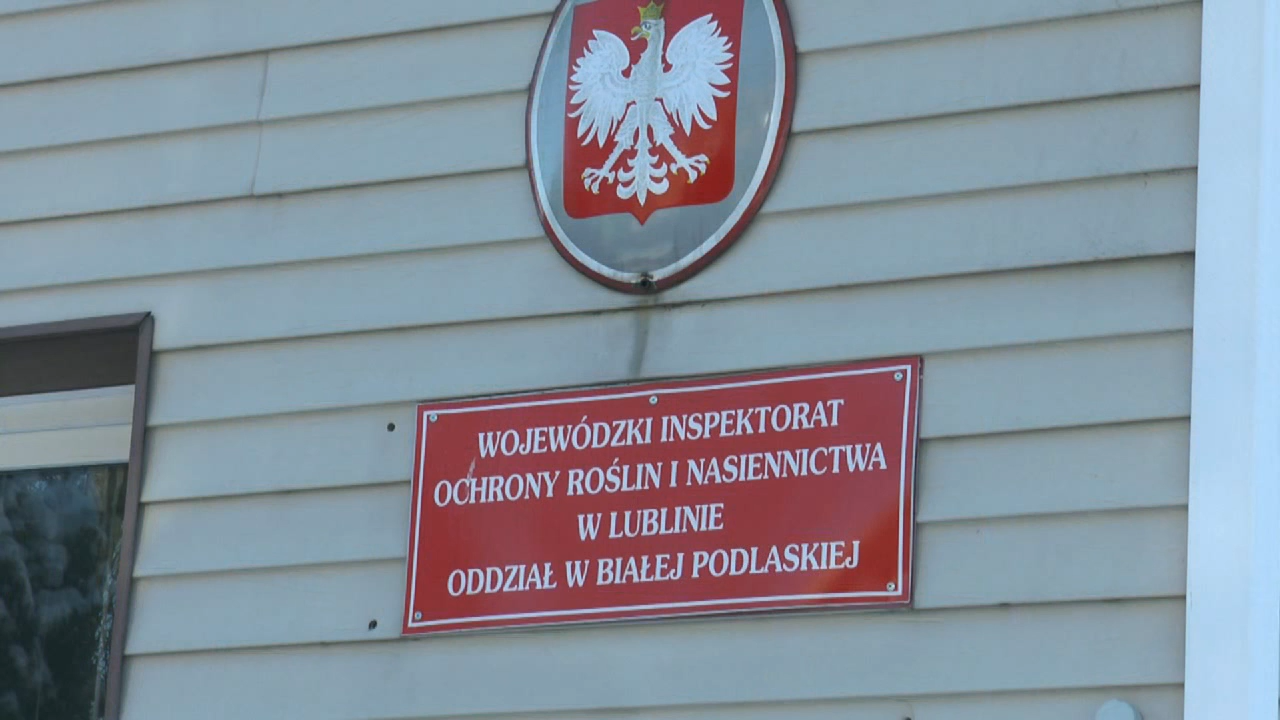 WOJEWÓDZKI INSPEKTORAT
OCHRONY ROŚLIN I NASIENNICTWA
W LUBLINIE
ODDZIAŁ W BIAŁEJ PODLASKIEJ